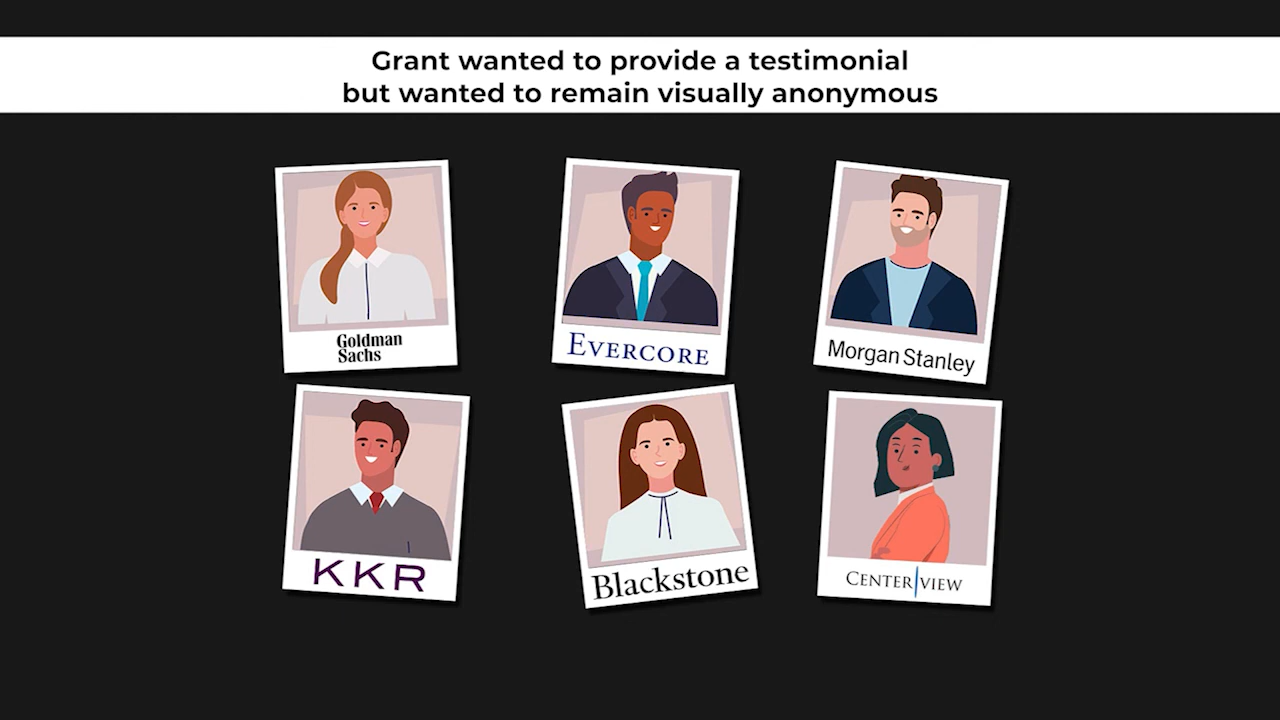 Grant wanted to provide a testimonial
but wanted to remain visually anonymous
Goldman
Sachs
EVERCORE
Morgan Stanley
KKR
Blackstone
CENTERVIEW